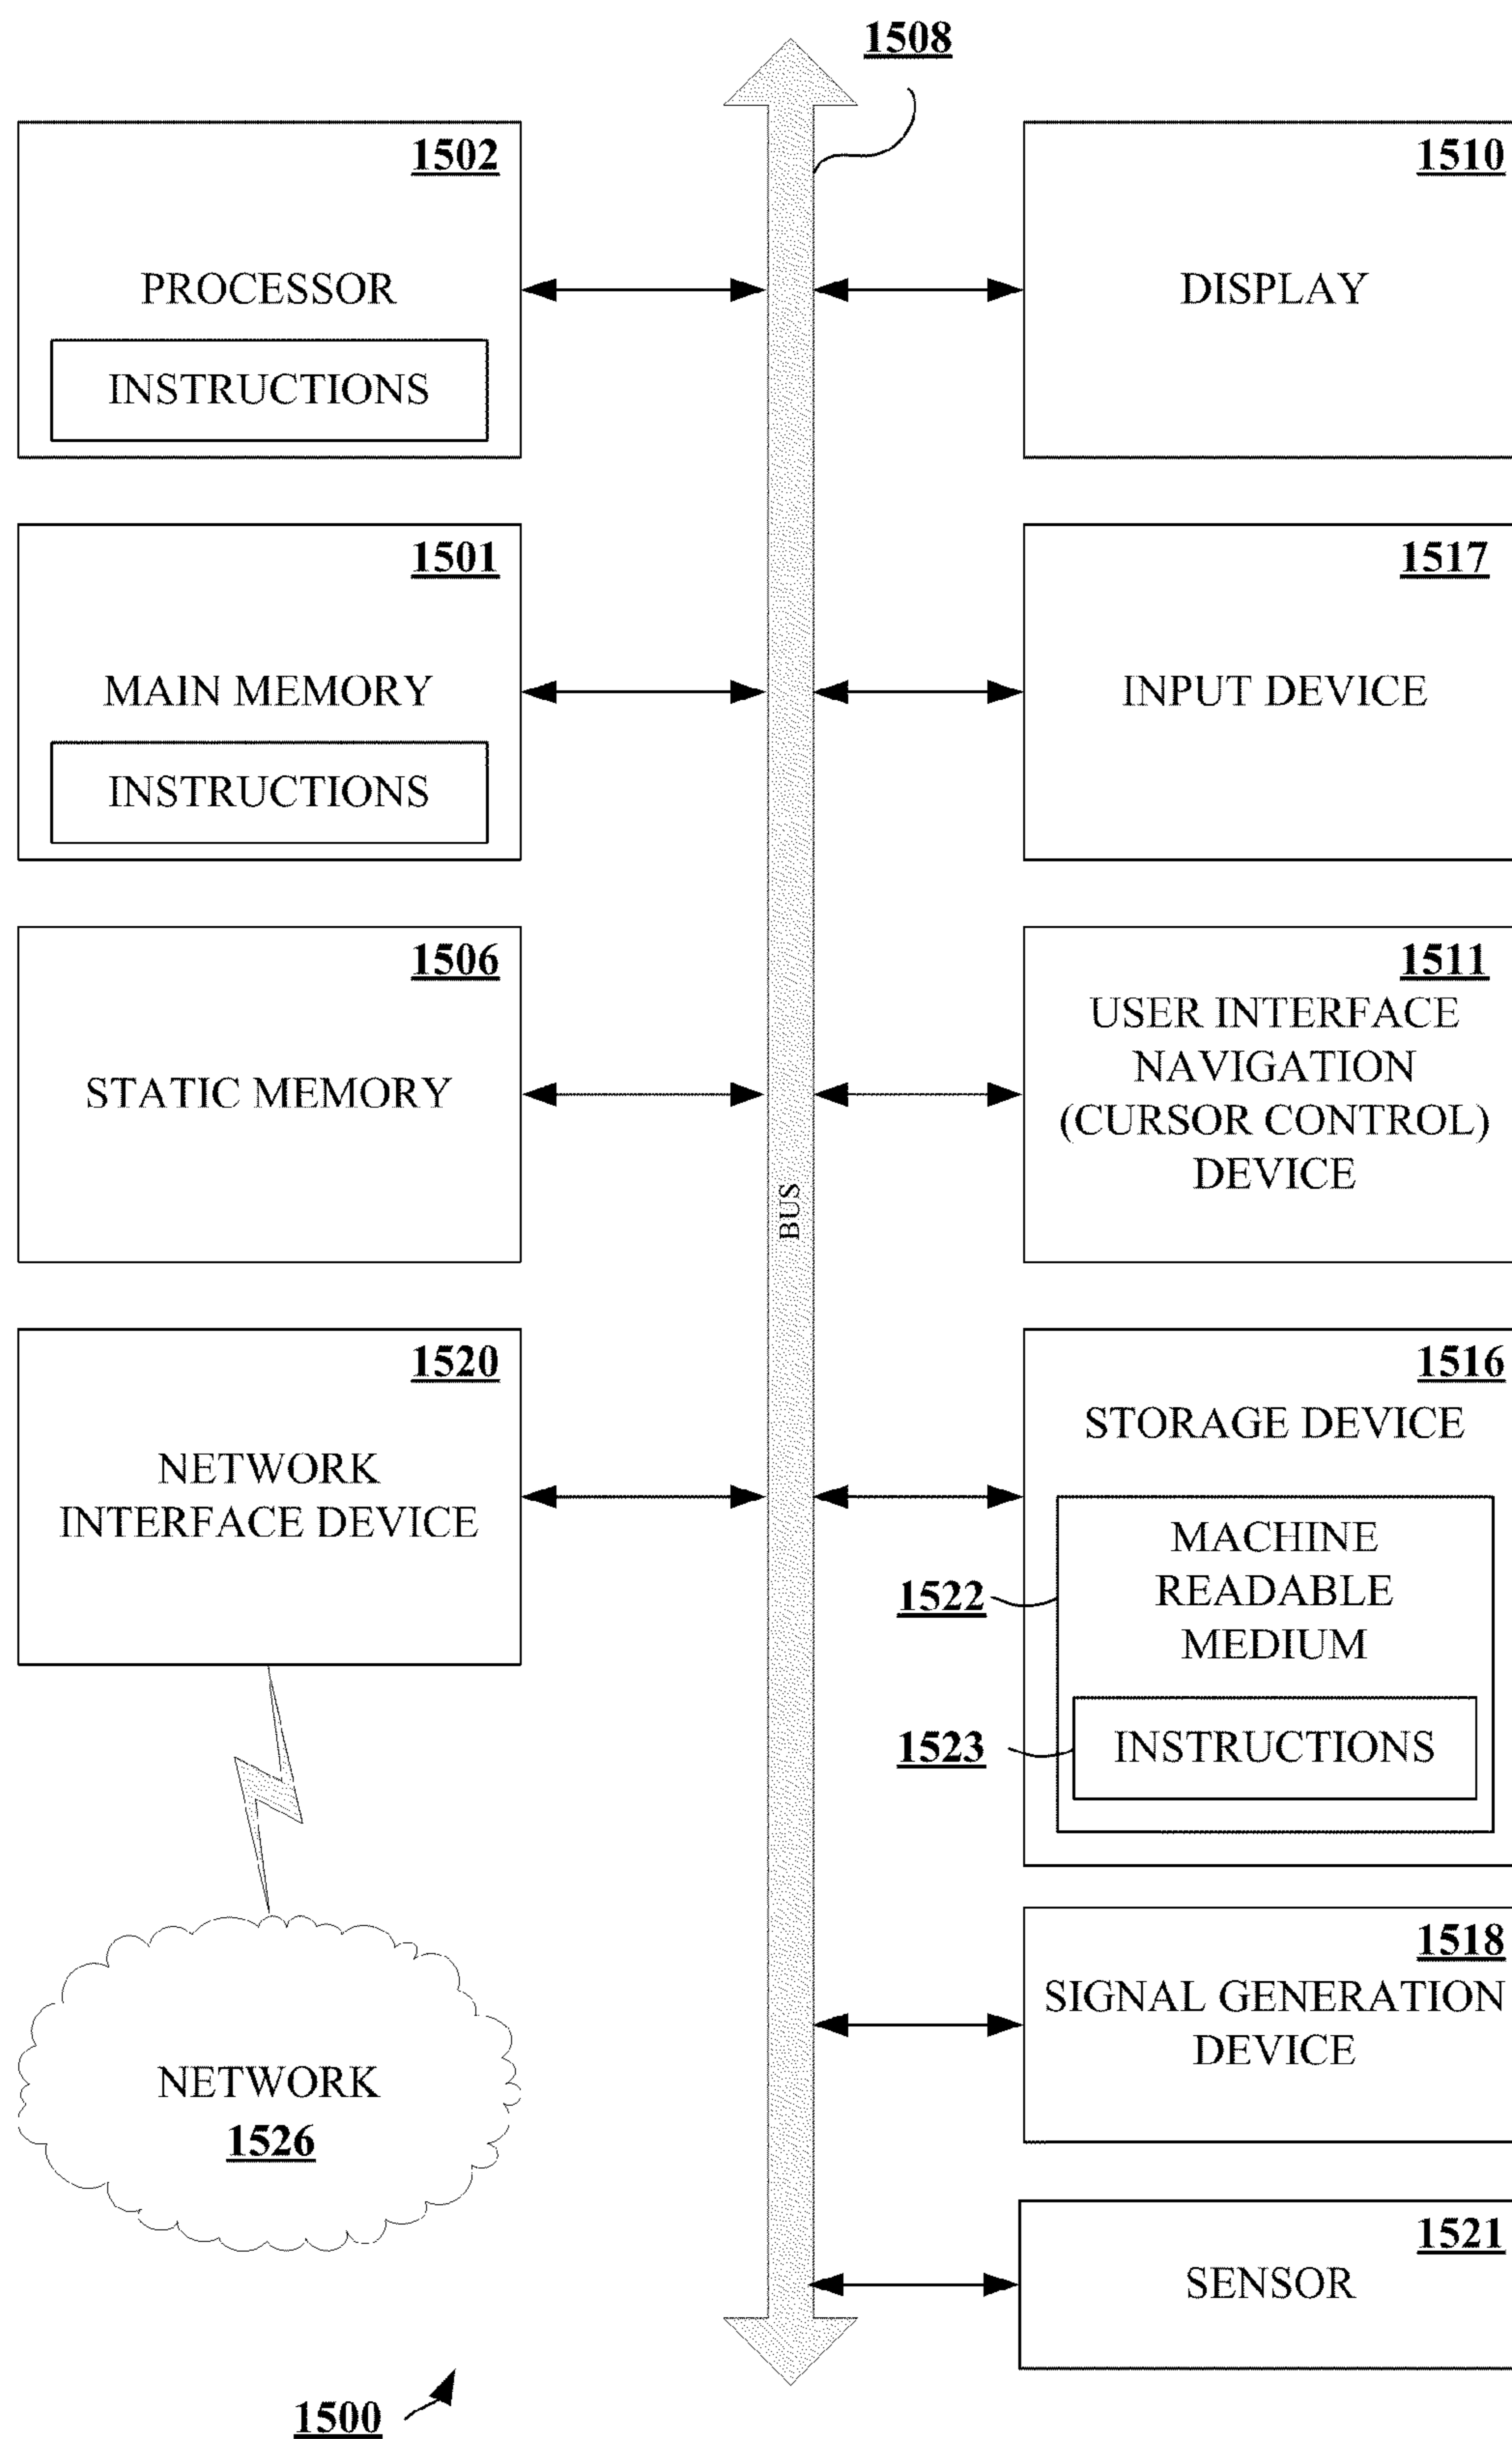 1508
1502
PROCESSOR
INSTRUCTIONS
1510
DISPLAY
1501
MAIN MEMORY
INSTRUCTIONS
1517
INPUT DEVICE
1506
STATIC MEMORY
1511
USER INTERFACE
NAVIGATION
(CURSOR CONTROL)
DEVICE
BUS
1520
NETWORK
INTERFACE DEVICE
1516
STORAGE DEVICE
MACHINE
READABLE
MEDIUM
1522
INSTRUCTIONS
1523
1518
SIGNAL GENERATION
DEVICE
NETWORK
1526
1521
SENSOR
1500